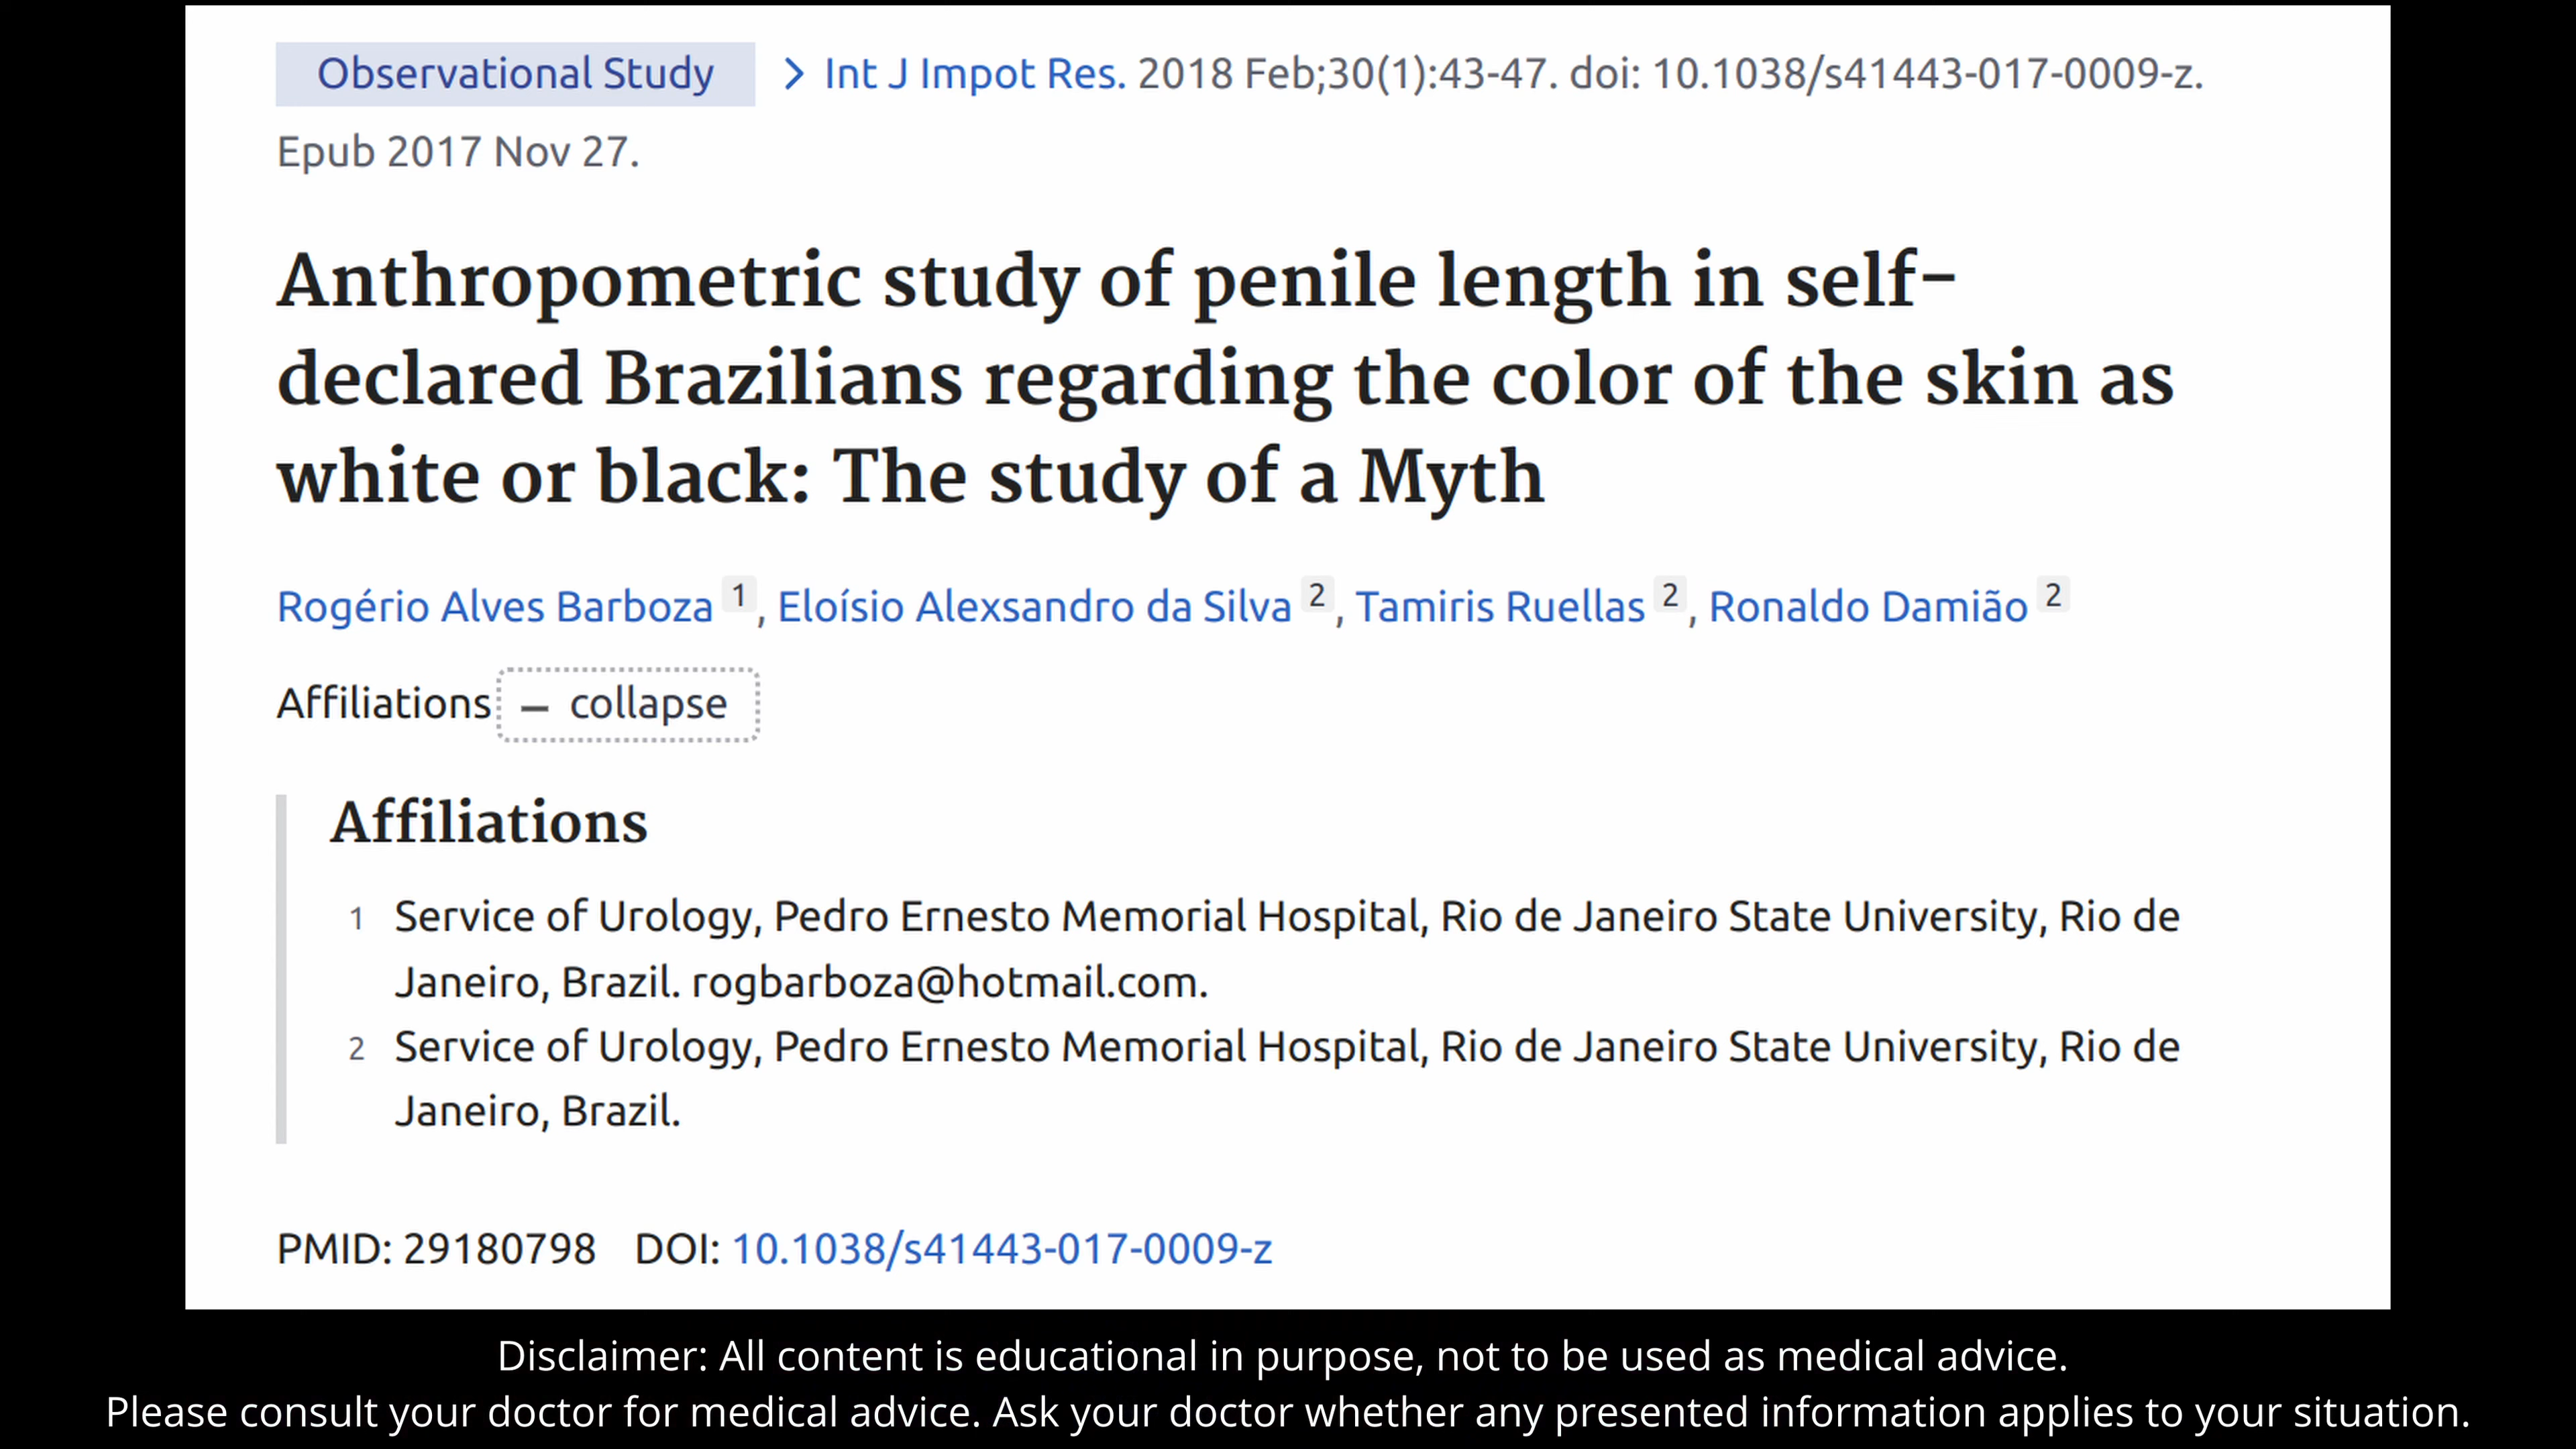 Observational Study > Int J Impot Res. 2018 Feb;30(1):43-47. doi: 10.1038/s41443-017-0009-z.
Epub 2017 Nov 27.
Anthropometric study of penile length in self-
declared Brazilians regarding the color of the skin as
white or black: The study of a Myth
Rogério Alves Barboza 1, Eloísio Alexsandro da Silva 2, Tamiris Ruellas 2, Ronaldo Damião 2
Affiliations — collapse
Affiliations
1 Service of Urology, Pedro Ernesto Memorial Hospital, Rio de Janeiro State University, Rio de
Janeiro, Brazil. rogbarboza@hotmail.com.
2 Service of Urology, Pedro Ernesto Memorial Hospital, Rio de Janeiro State University, Rio de
Janeiro, Brazil.
PMID: 29180798 DOI: 10.1038/s41443-017-0009-z
Disclaimer: All content is educational in purpose, not to be used as medical advice.
Please consult your doctor for medical advice. Ask your doctor whether any presented information applies to your situation.